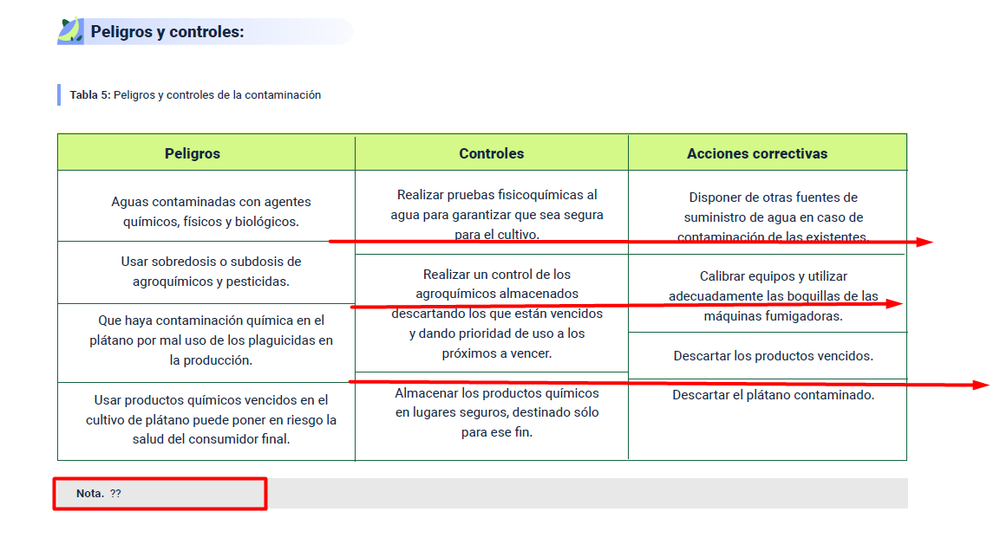 Peligros y controles:
Tabla 5: Peligros y controles de la contaminación
Peligros
Controles
Acciones correctivas
Aguas contaminadas con agentes
químicos, físicos y biológicos.
Usar sobredosis o subdosis de
agroquímicos y pesticidas.
Que haya contaminación química en el
plátano por mal uso de los plaguicidas en
la producción.
Usar productos químicos vencidos en el
cultivo de plátano puede poner en riesgo la
salud del consumidor final.
Realizar pruebas fisicoquímicas al
agua para garantizar que sea segura
para el cultivo.
Realizar un control de los
agroquímicos almacenados
descartando los que están vencidos
y dando prioridad de uso a los
próximos a vencer.
Almacenar los productos químicos
en lugares seguros, destinado sólo
para ese fin.
Disponer de otras fuentes de
suministro de agua en caso de
contaminación de las existentes.
Calibrar equipos y utilizar
adecuadamente las boquillas de las
máquinas fumigadoras.
Descartar los productos vencidos.
Descartar el plátano contaminado.
Nota. ??